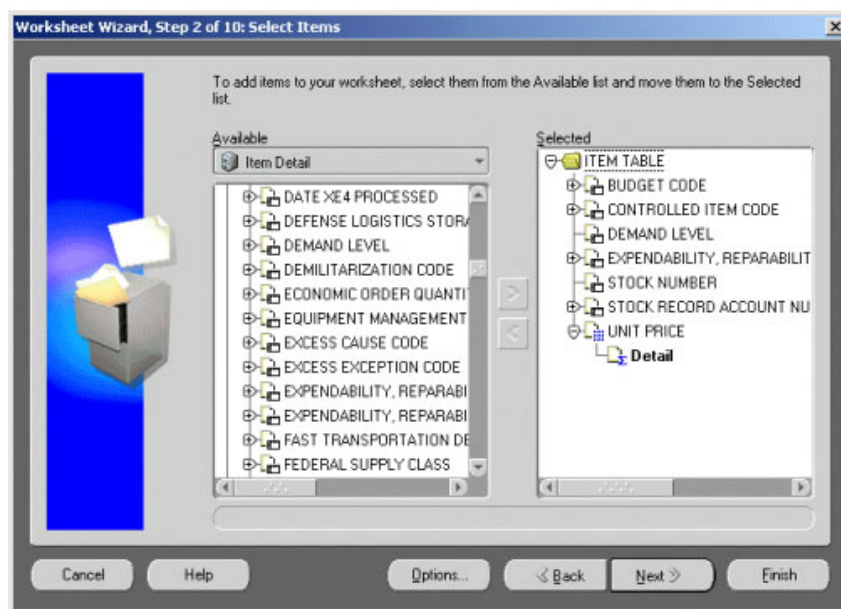 Worksheet Wizard, Step 2 of 10: Select Items
To add items to your worksheet, select them from the Available list and move them to the Selected
list.
Available
Item Detail
DATE XE4 PROCESSED
DEFENSE LOGISTICS STOR
DEMAND LEVEL
DEMILITARIZATION CODE
ECONOMIC ORDER QUANTI
EQUIPMENT MANAGEMENT
EXCESS CAUSE CODE
EXCESS EXCEPTION CODE
EXPENDABILITY, REPARABI
EXPENDABILITY, REPARABI
FAST TRANSPORTATION DE
FEDERAL SUPPLY CLASS
Selected
ITEM TABLE
BUDGET CODE
CONTROLLED ITEM CODE
DEMAND LEVEL
EXPENDABILITY, REPARABILIT
STOCK NUMBER
STOCK RECORD ACCOUNT NU
UNIT PRICE
Detail
Cancel
Help
Options...
Back
Next
Finish